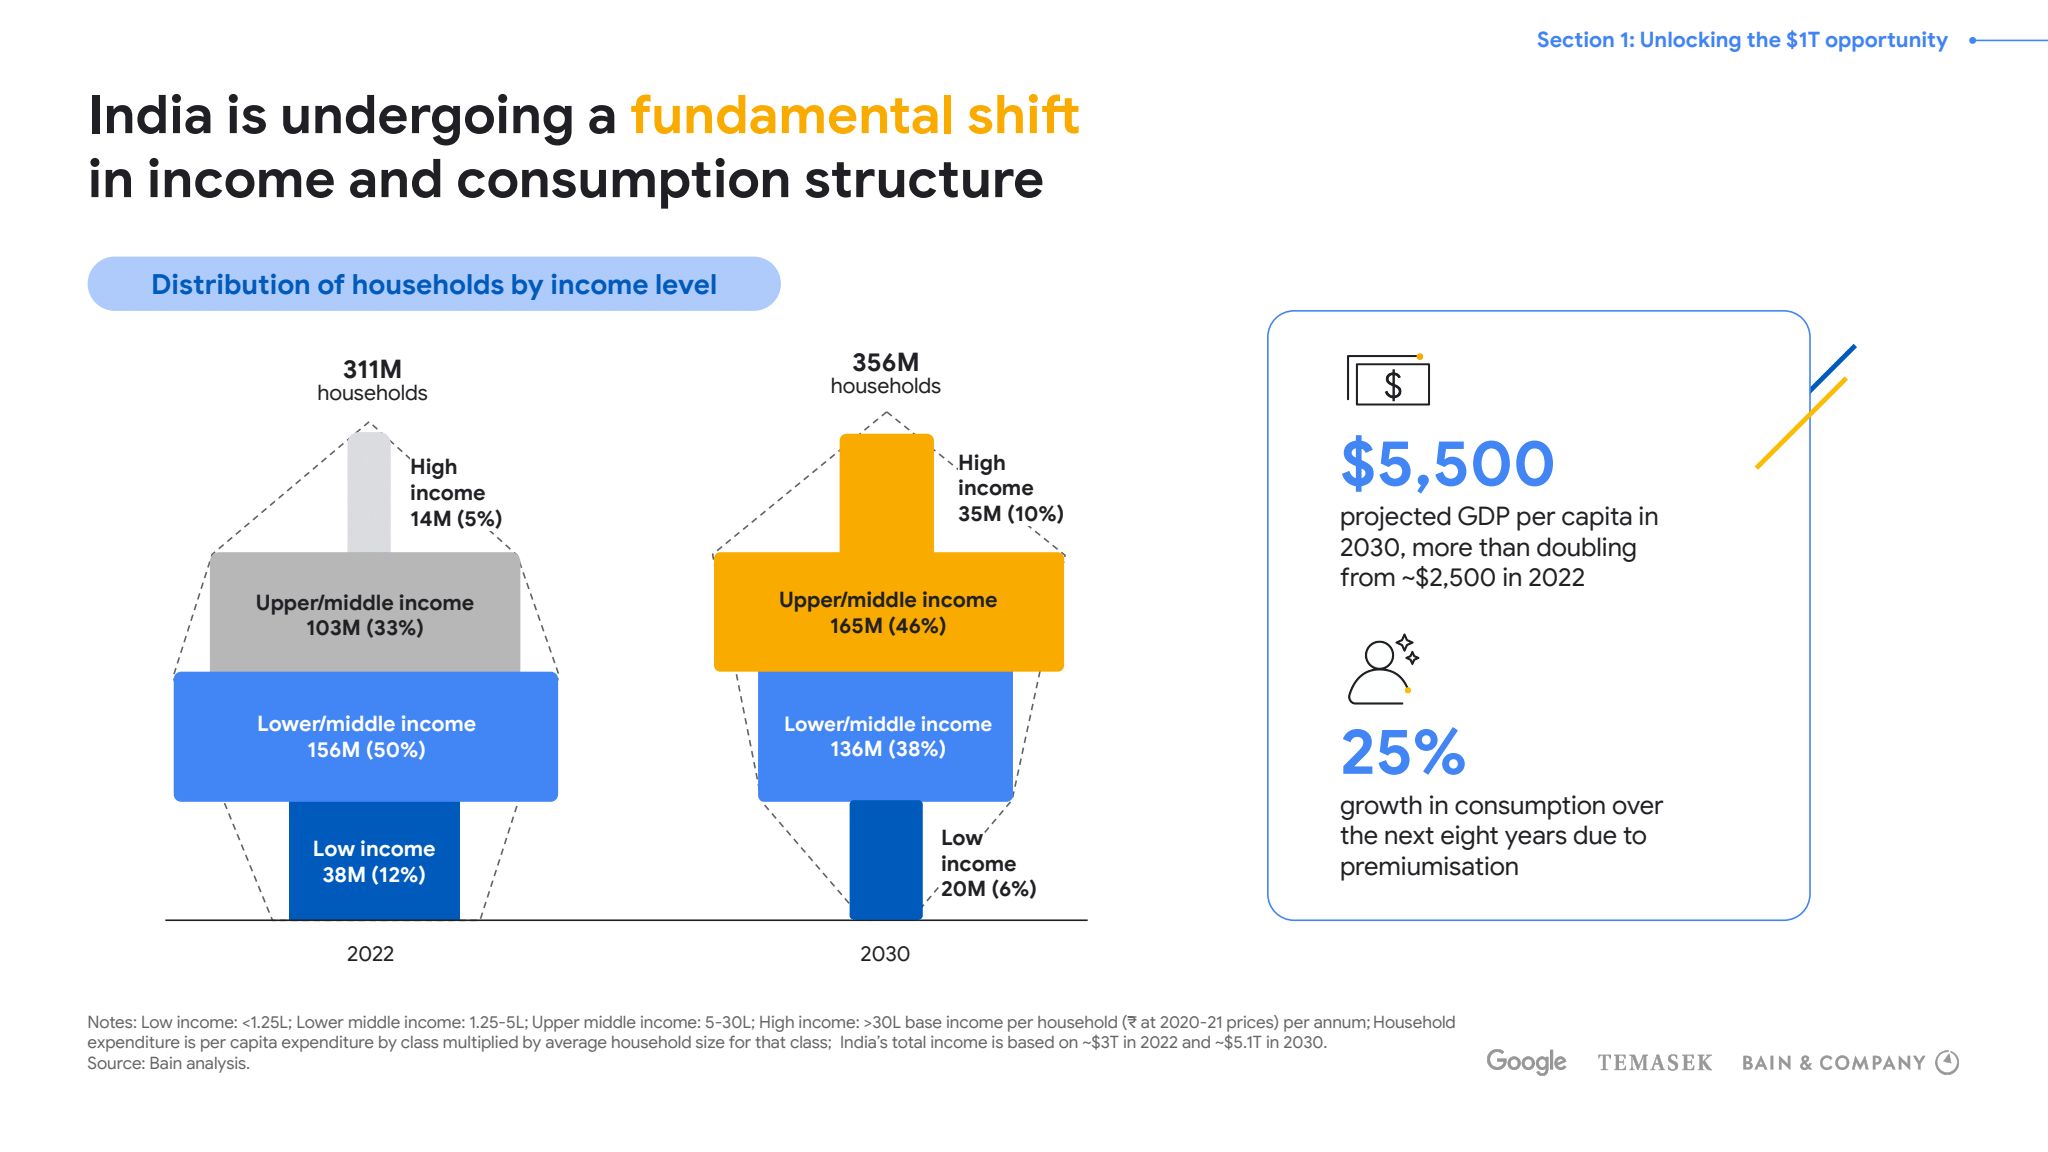 Section 1: Unlocking the $1T opportunity
India is undergoing a fundamental shift
in income and consumption structure
Distribution of households by income level
311M
households
High
income
14M (5%)
Upper/middle income
103M (33%)
Lower/middle income
156M (50%)
Low income
38M (12%)
2022
356M
households
High
income
35M (10%)
Upper/middle income
165M (46%)
Lower/middle income
136M (38%)
Low
income
20M (6%)
2030
$
$5,500
projected GDP per capita in
2030, more than doubling
from ~$2,500 in 2022
25%
growth in consumption over
the next eight years due to
premiumisation
Notes: Low income: <1.25L; Lower middle income: 1.25-5L; Upper middle income: 5-30L; High income: >30L base income per household (₹ at 2020-21 prices) per annum; Household
expenditure is per capita expenditure by class multiplied by average household size for that class; India's total income is based on ~$3T in 2022 and ~$5.1T in 2030.
Source: Bain analysis.
Google TEMASEK BAIN & COMPANY